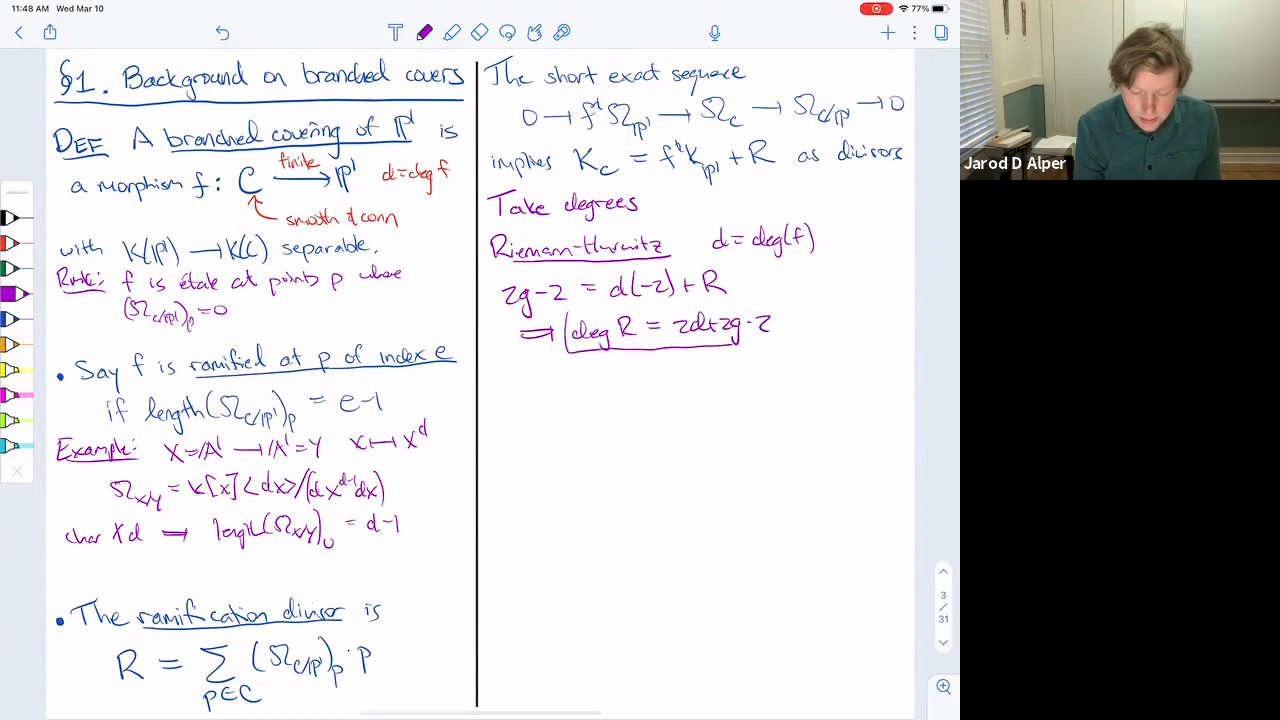 11:48 AM Wed Mar 10
77%
§1. Background on branched covers
DEF A branched covering of ℙ¹ is
a morphism f: C → ℙ¹ d=deg f
finite
smooth & conn
with K(ℙ¹) → K(C) separable.
Rmk: f is étale at points p where
(Ω_{C/ℙ¹})_p = 0
• Say f is ramified at p of index e
if length(Ω_{C/ℙ¹})_p = e-1
Example: X=𝔸¹ → 𝔸¹=Y x ↦ x^d
Ω_{X/Y} = k[x]<dx>/(dx^{d-1}dx)
char ∤ d ⟹ length(Ω_{X/Y})_0 = d-1
• The ramification divisor is
R = Σ_{p∈C} (Ω_{C/ℙ¹})_p · p
The short exact sequence
0 → f*Ω_{ℙ¹} → Ω_C → Ω_{C/ℙ¹} → 0
implies K_C = f*K_{ℙ¹} + R as divisors
Take degrees
Riemann-Hurwitz d = deg(f)
2g-2 = d(-2) + R
⟹ deg R = 2d+2g-2
3
/
31
Jarod D Alper